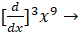 [d/dx]³x⁹ →